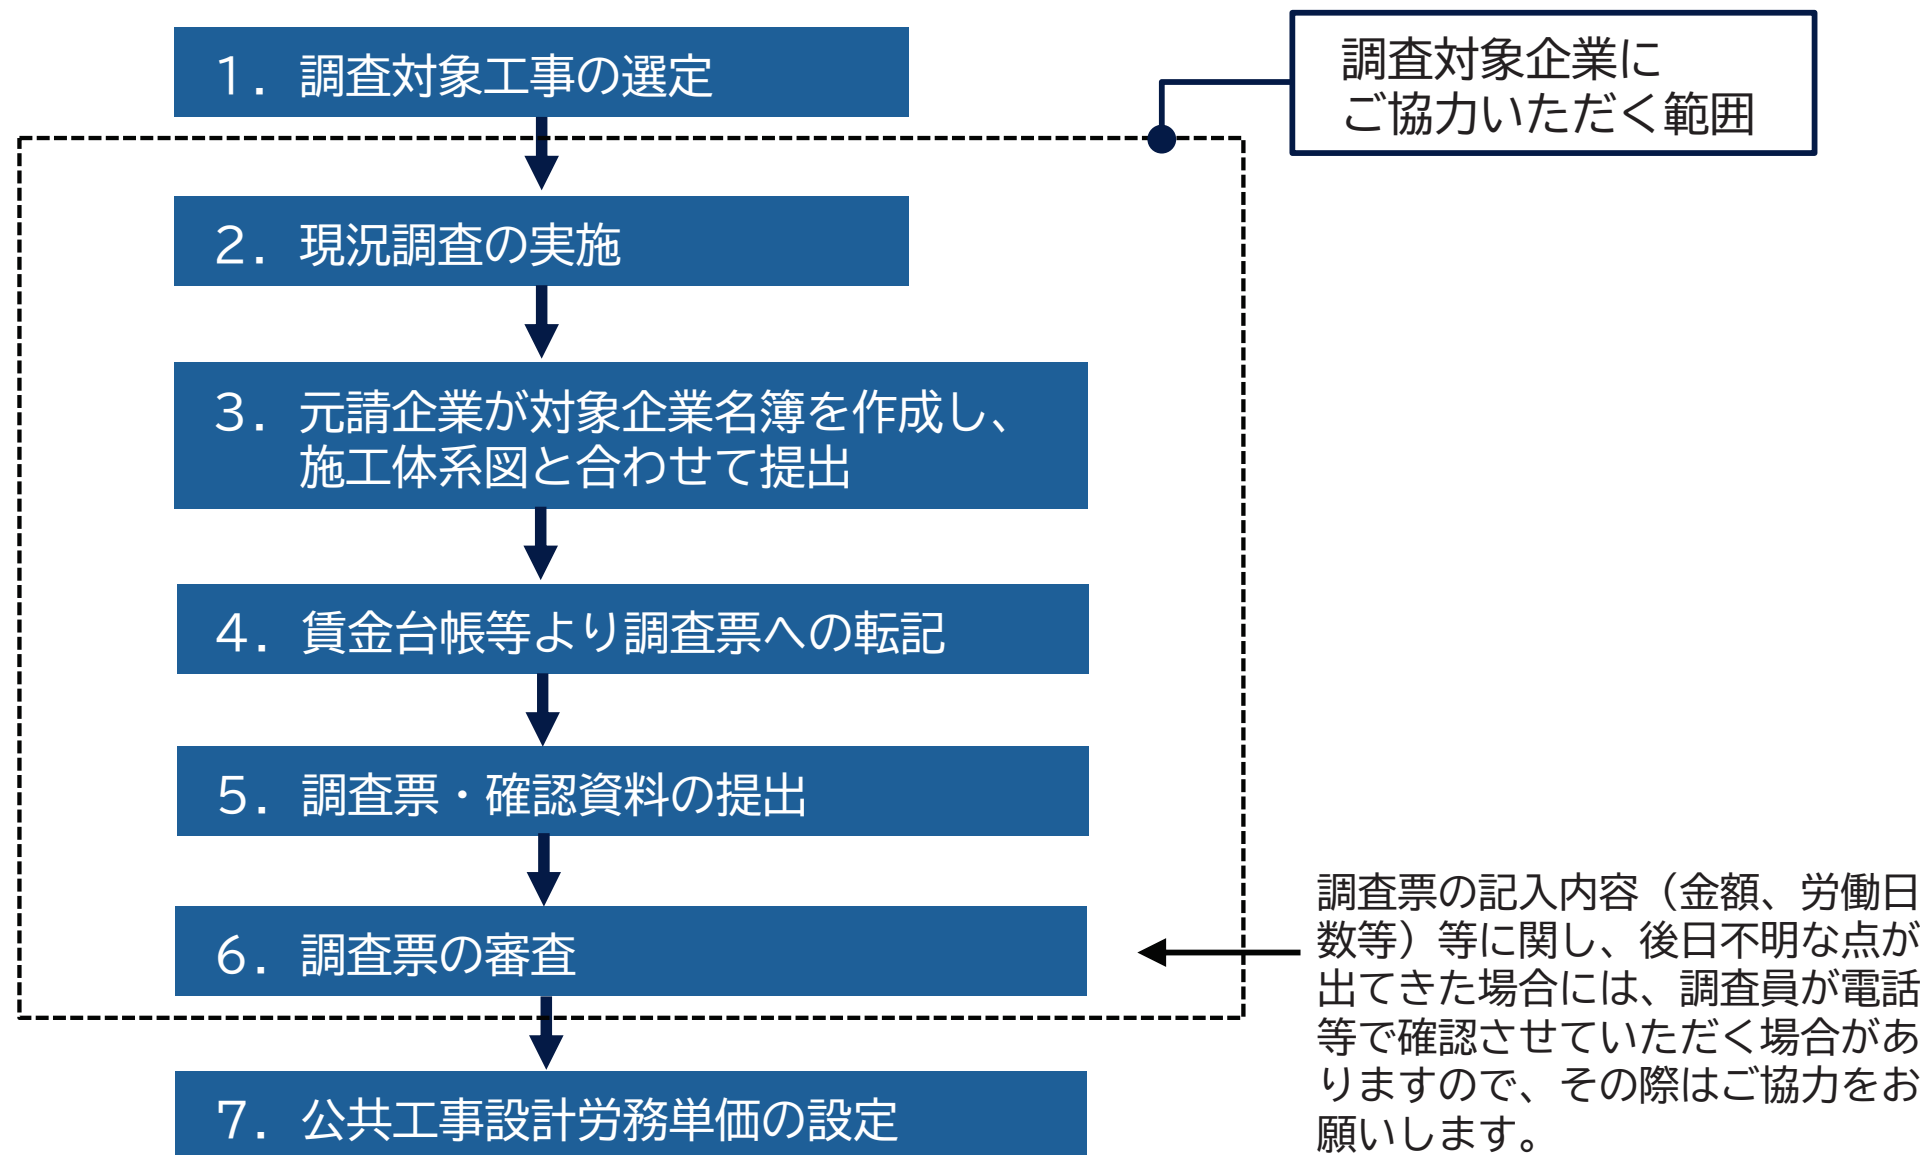 1．調査対象工事の選定
調査対象企業に
ご協力いただく範囲
2．現況調査の実施
3．元請企業が対象企業名簿を作成し、
施工体系図と合わせて提出
4．賃金台帳等より調査票への転記
5．調査票・確認資料の提出
6．調査票の審査
調査票の記入内容（金額、労働日
数等）等に関し、後日不明な点が
出てきた場合には、調査員が電話
等で確認させていただく場合があ
りますので、その際はご協力をお
願いします。
7．公共工事設計労務単価の設定